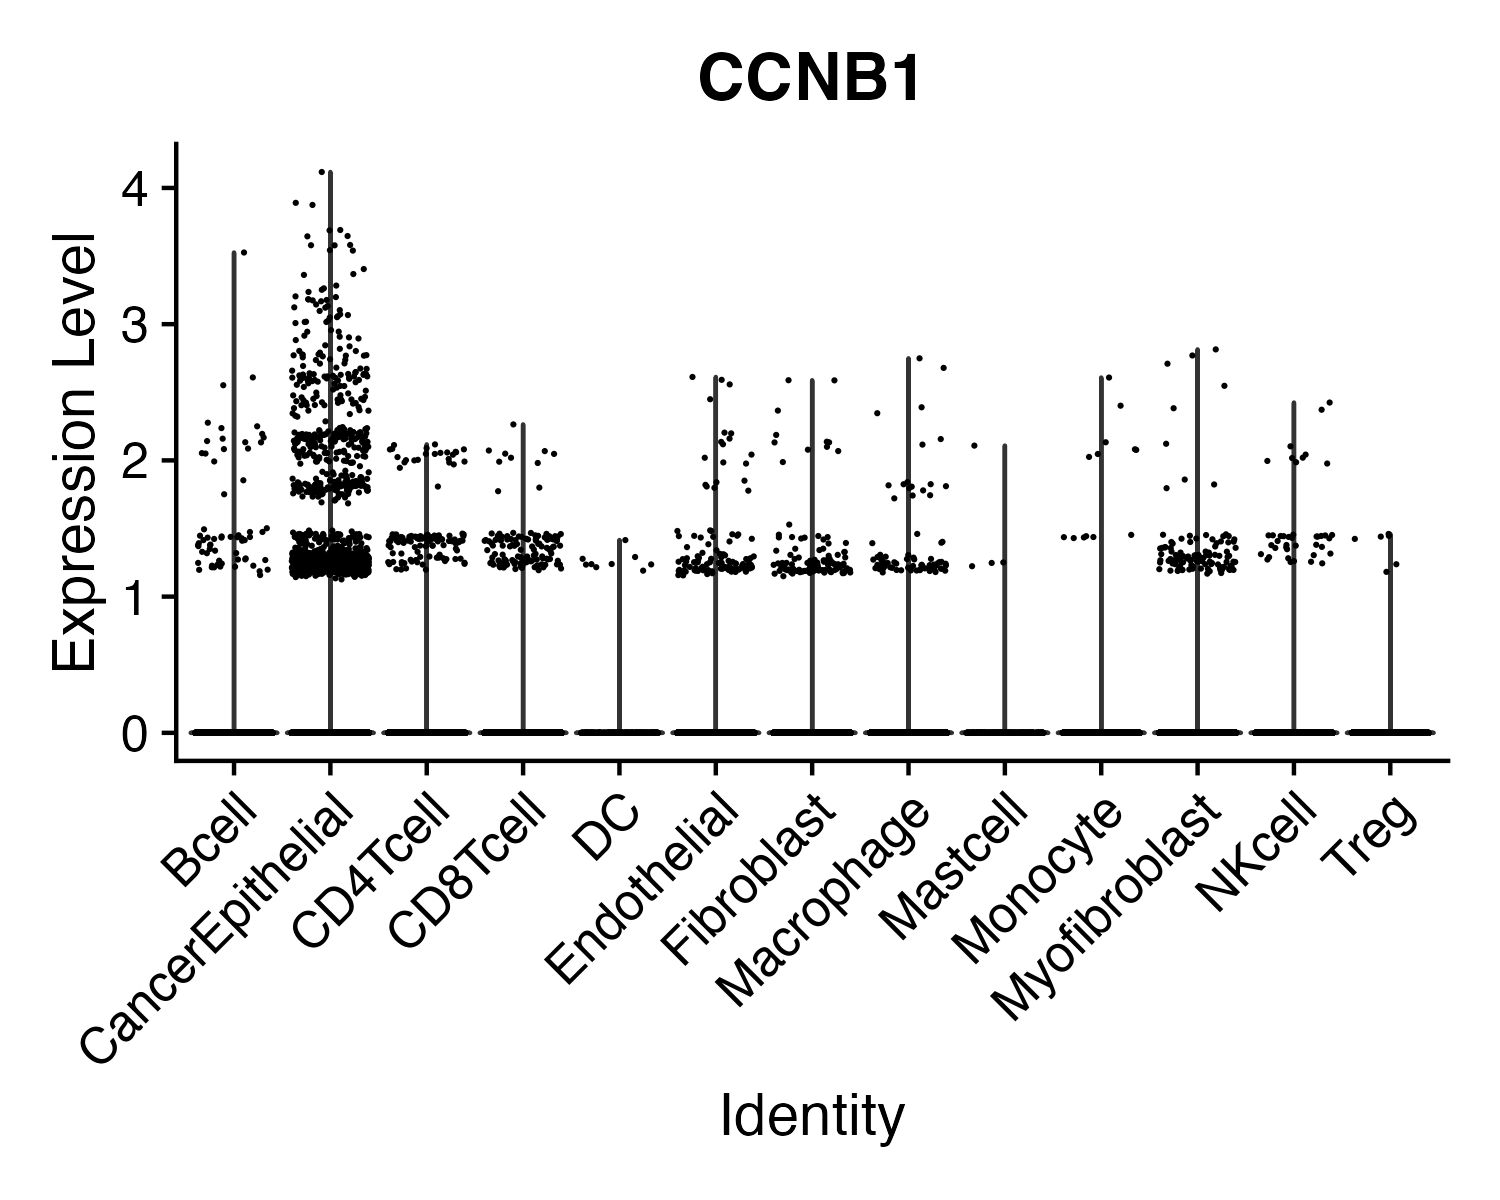 CCNB1
Expression Level
4
3
2
1
0
Bcell
CancerEpithelial
CD4Tcell
CD8Tcell
DC
Endothelial
Fibroblast
Macrophage
Mastcell
Monocyte
Myofibroblast
NKcell
Treg
Identity